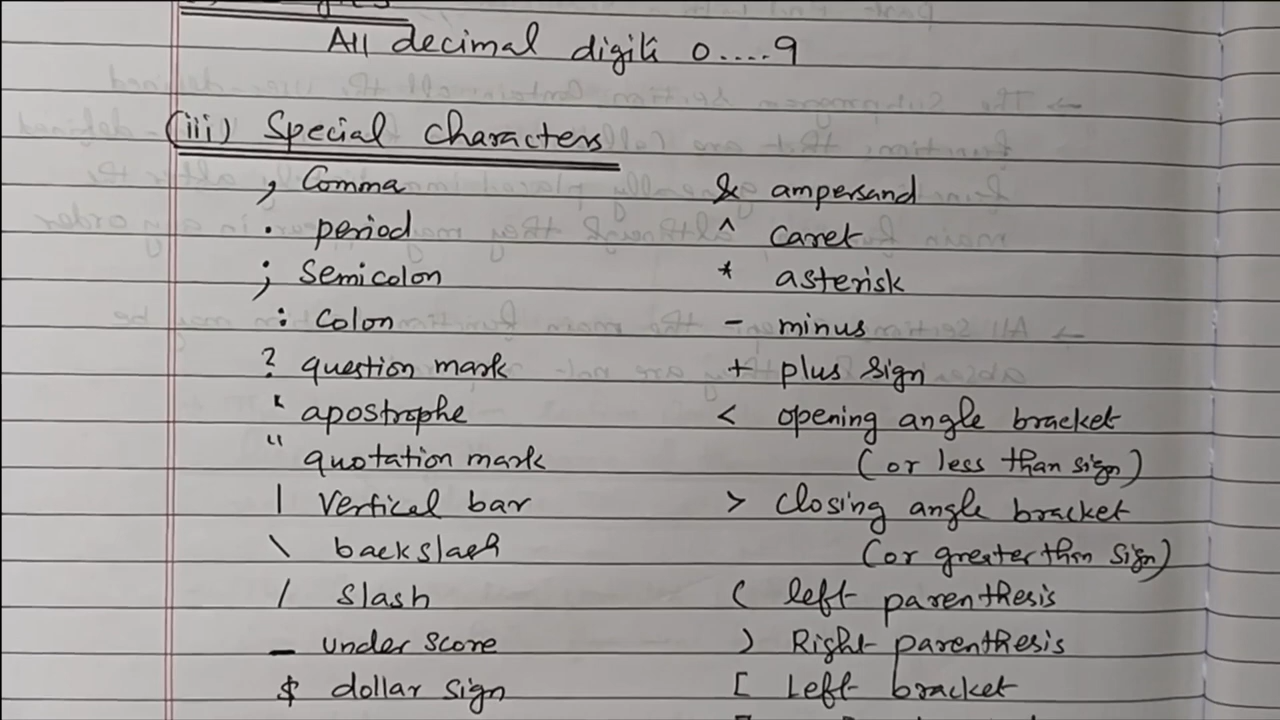 All decimal digits 0....9
(iii) Special characters
, Comma & ampersand
. period ^ caret
; Semicolon * asterisk
: Colon - minus
? question mark + plus sign
' apostrophe < opening angle bracket
" quotation mark (or less than sign)
| Vertical bar > closing angle bracket
\ backslash (or greater than sign)
/ slash ( left parenthesis
_ under score ) Right parenthesis
$ dollar sign [ Left bracket